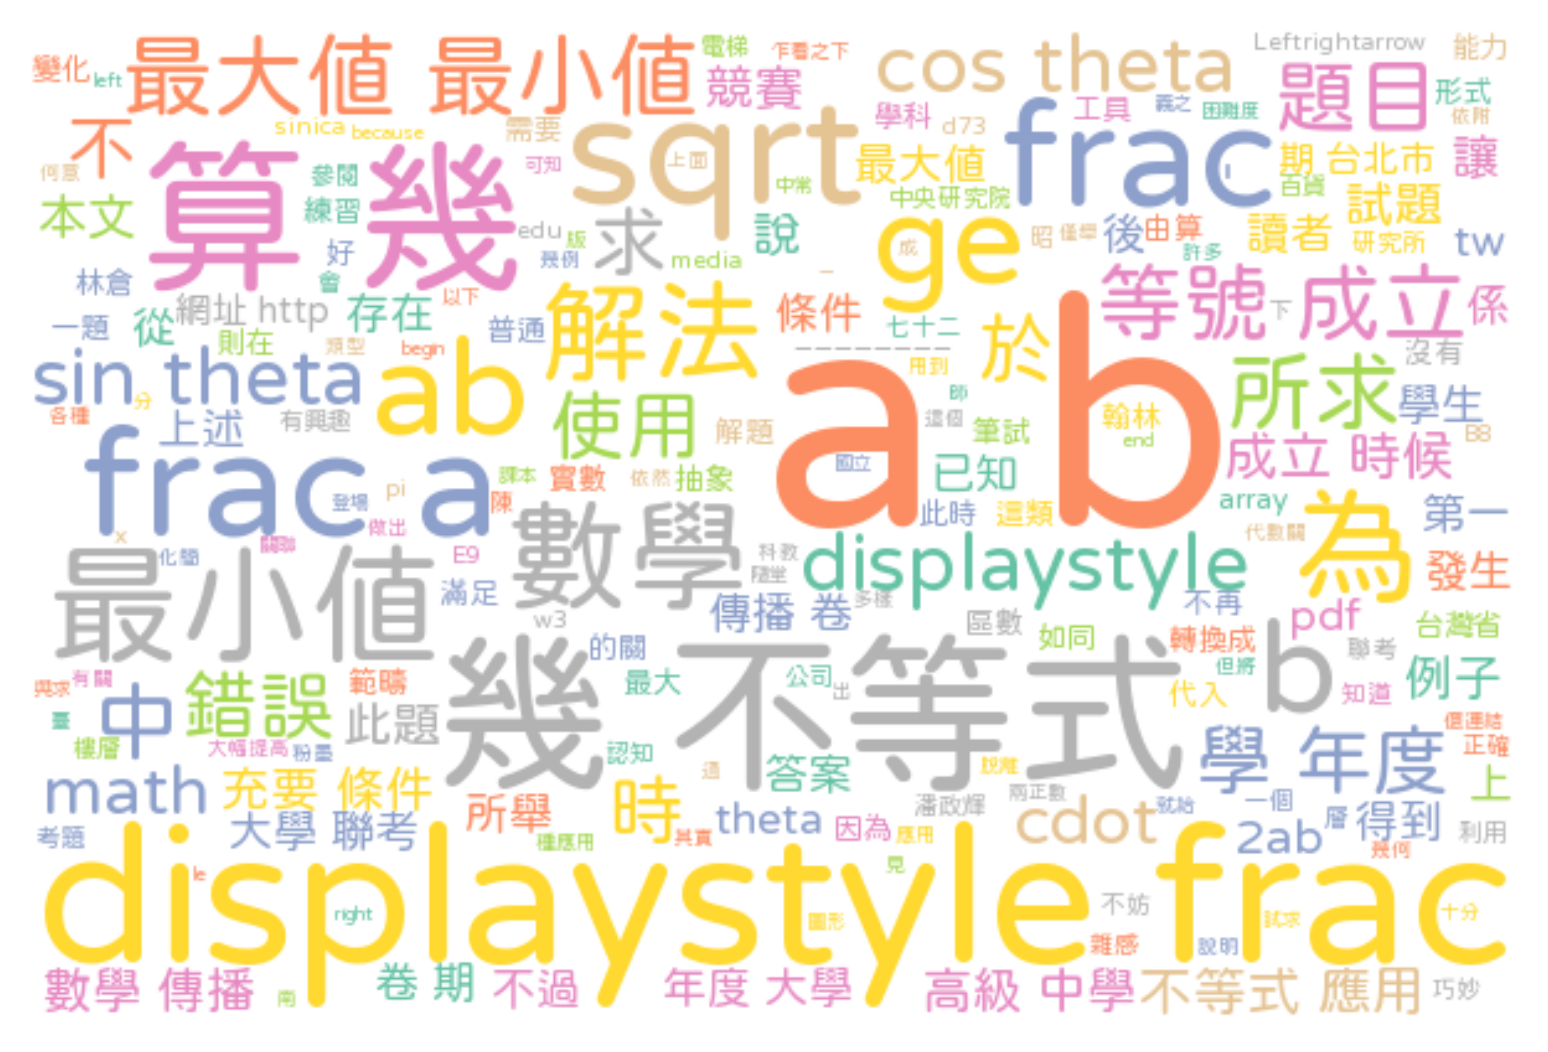 變化 left 最大值 最小值 電梯 乍看之下 cos theta Leftrightarrow 能力
競賽 題目 形式
不 sinica because 需要 sqrt 上面 學科 d73 frac 工具 義之 困難度 依附
何意 算 幾 參閱 可知 最大值 期 台北市 讓
本文 練習 中常 中央研究院 百貨 試題
edu 版 求 說 ge 成 昭 僅舉 後 由算 讀者 研究所 tw
好 幾例 media 許多
林倉 會 網址 http 存在 以下 解法 條件 等號 成立 下 係
一題 從 則在 類型 begin 普通 七十二 於 沒有
sin theta ab 用到 a b 所求 學生
各種 分 上述 有興趣 使用 解題 師 這個 筆試 翰林 end 成立 時候 B8
frac a 登場 pi 課本 陳 實數 依然 抽象 國立 已知 array
x 化簡 關聯 做出 E9 數學 科教 隨堂 此時 這類 代數關 為 第一
最小值 滿足 displaystyle 發生
w3 傳播 卷 多樣 區數 如同 不再 pdf 台灣省
的關 幾 不等式 轉換成 b 聯考
與求 有關 中 錯誤 範疇 最大 公司 出 但將 代入 知道 例子
臺 樓層 大幅提高 粉墨 此題 認知 學 年度 值連結 正確
math 充要 條件 過 答案 說離 上
所舉 時 其實 theta 因為 應用 潘政輝 兩正數 cdot 就給 一個 層 得到 利用
考題 大學 聯考 種應用 2ab 幾何
displaystyle frac le right 見 圖形 不妨 試求 十分
雜感 說明
數學 傳播 南 卷 期 不過 年度 大學 高級 中學 不等式 應用 巧妙